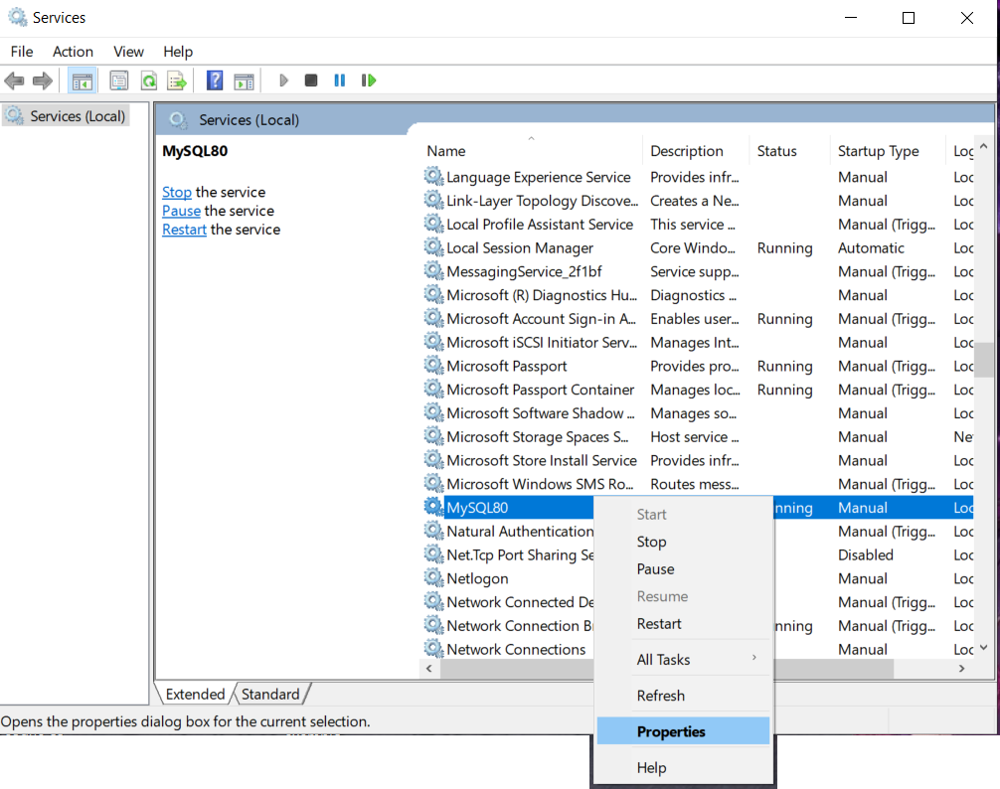 Services
File Action View Help
Services (Local)
Services (Local)
MySQL80
Stop the service
Pause the service
Restart the service
Name Description Status Startup Type Log
Language Experience Service Provides infr... Manual Loc
Link-Layer Topology Discove... Creates a Ne... Manual Loc
Local Profile Assistant Service This service ... Manual (Trigg... Loc
Local Session Manager Core Windo... Running Automatic Loc
MessagingService_2f1bf Service supp... Manual (Trigg... Loc
Microsoft (R) Diagnostics Hu... Diagnostics ... Manual Loc
Microsoft Account Sign-in A... Enables user... Running Manual (Trigg... Loc
Microsoft iSCSI Initiator Serv... Manages Int... Manual Loc
Microsoft Passport Provides pro... Running Manual (Trigg... Loc
Microsoft Passport Container Manages loc... Running Manual (Trigg... Loc
Microsoft Software Shadow ... Manages so... Manual Loc
Microsoft Storage Spaces S... Host service ... Manual Net
Microsoft Store Install Service Provides infr... Manual Loc
Microsoft Windows SMS Ro... Routes mess... Manual (Trigg... Loc
MySQL80 nning Manual Loc
Natural Authentication Manual (Trigg... Loc
Net.Tcp Port Sharing Se Disabled Loc
Netlogon Manual Loc
Network Connected De Manual (Trigg... Loc
Network Connection B nning Manual (Trigg... Loc
Network Connections Manual Loc
Start
Stop
Pause
Resume
Restart
All Tasks
Refresh
Properties
Help
Extended Standard
Opens the properties dialog box for the current selection.